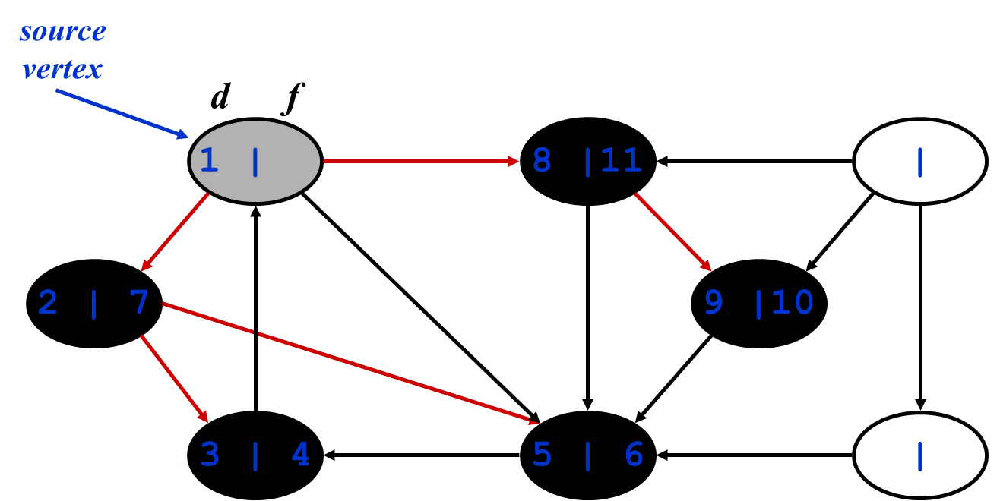 source
vertex
d f
1 |
8 |11
|
2 | 7
9 |10
3 | 4
5 | 6
|